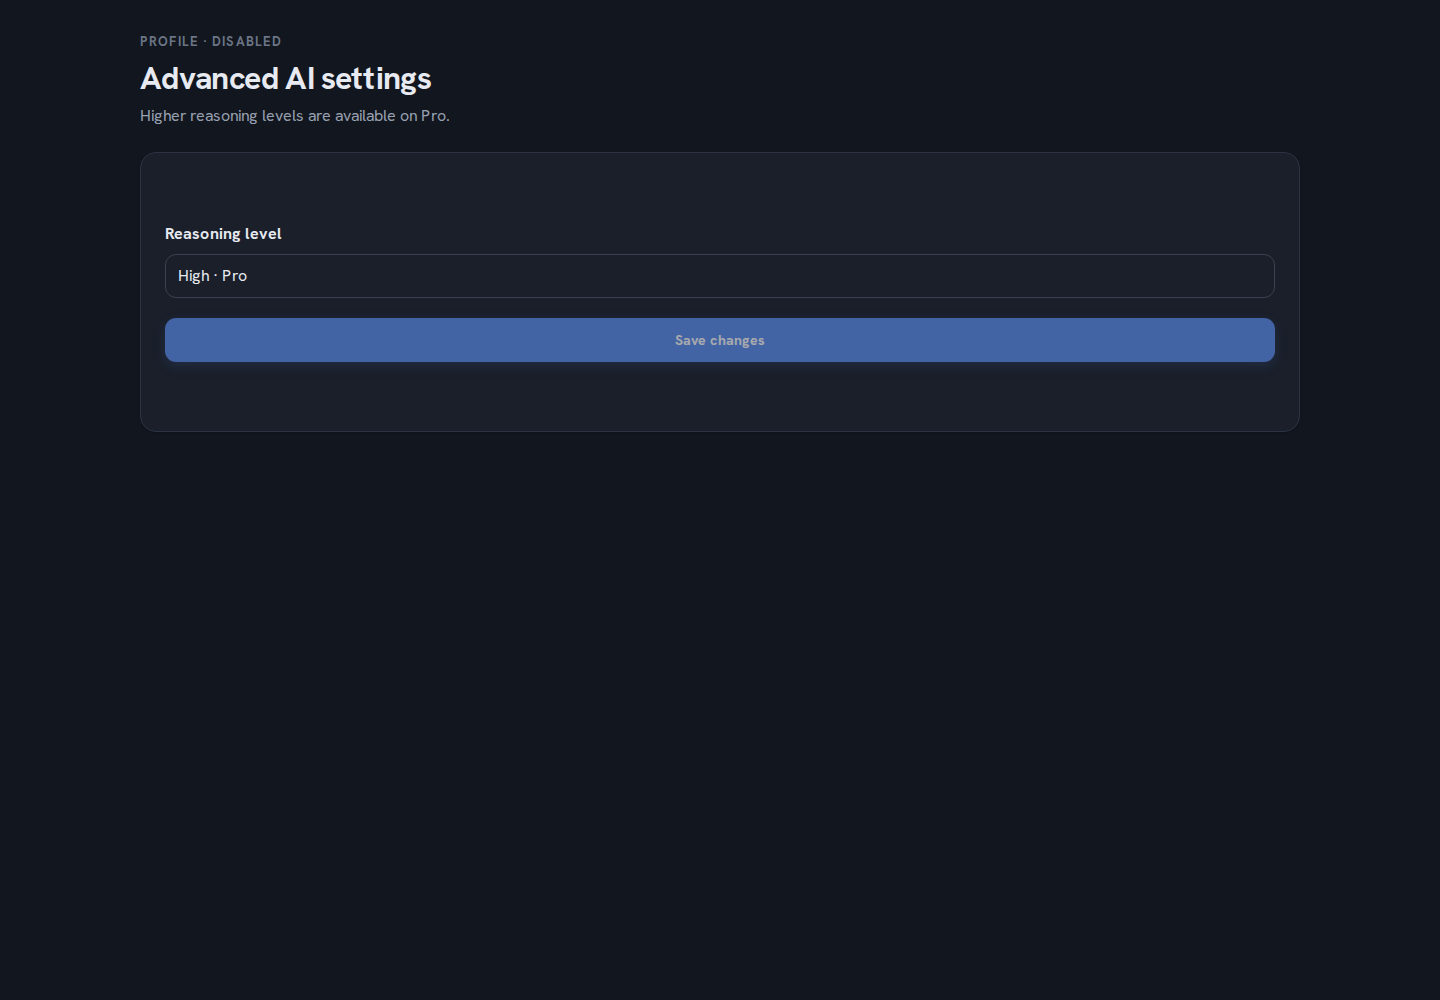 PROFILE · DISABLED
Advanced AI settings
Higher reasoning levels are available on Pro.
Reasoning level
High · Pro
Save changes